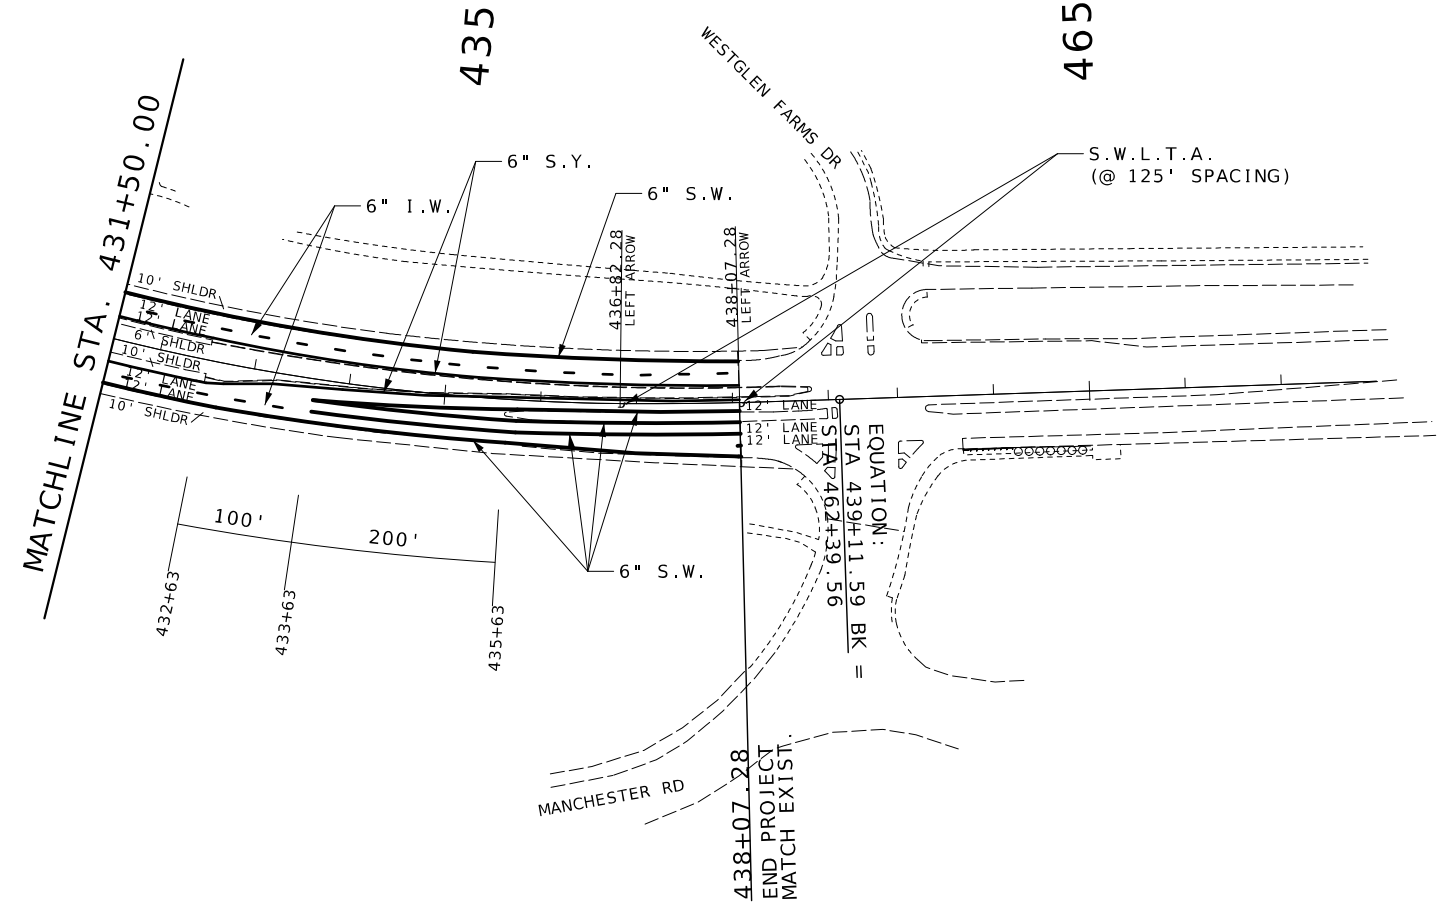 435
465
WESTGLEN FARMS DR
MATCHLINE STA. 431+50.00
6" S.Y.
6" S.W.
6" I.W.
S.W.L.T.A.
(@ 125' SPACING)
436+82.28
LEFT ARROW
438+07.28
LEFT ARROW
10' SHLDR
12' LANE
12' LANE
6' SHLDR
10' SHLDR
12' LANE
12' LANE
10' SHLDR
12' LANE
12' LANE
12' LANE
EQUATION:
STA 439+11.59 BK =
STA 462+39.56
100'
200'
432+63
433+63
435+63
6" S.W.
MANCHESTER RD
438+07.28
END PROJECT
MATCH EXIST.